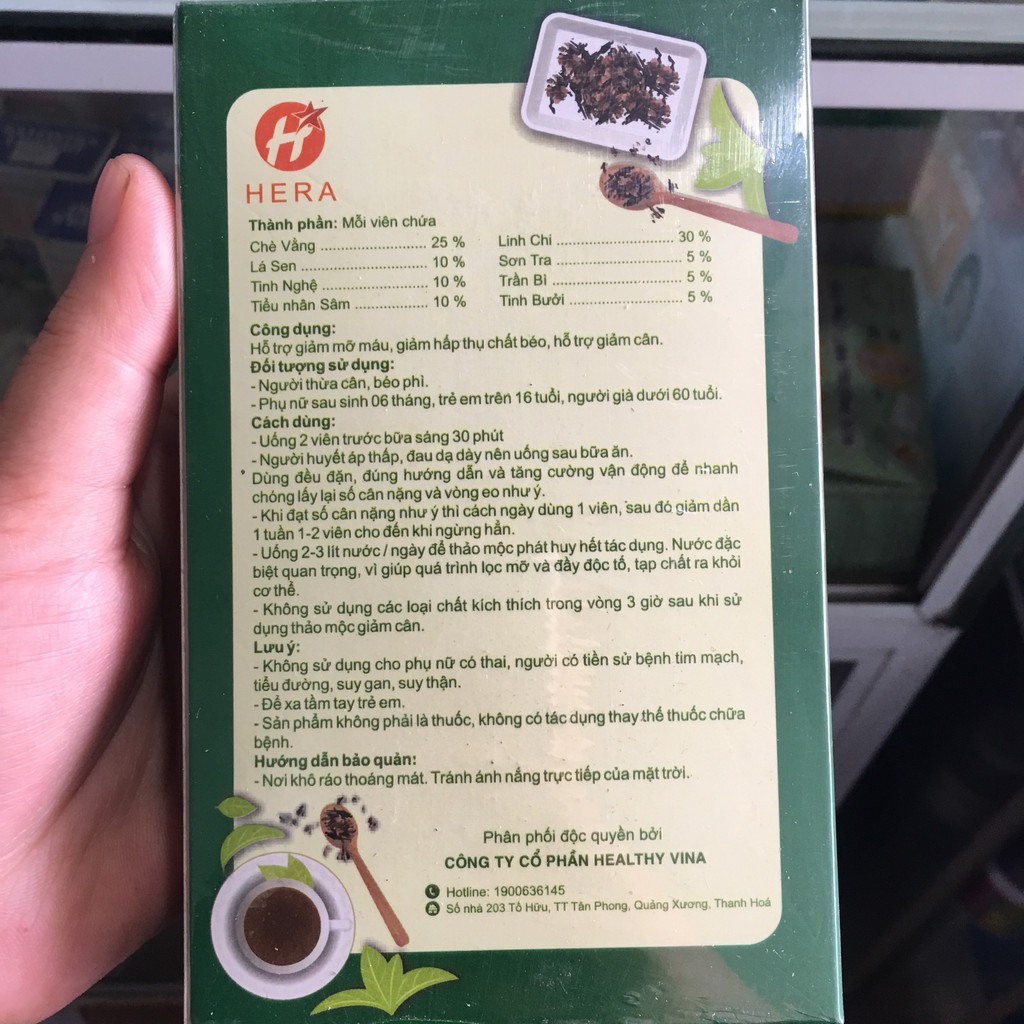 H
HERA
Thành phần: Mỗi viên chứa
Chè Vằng ........................... 25 %
Lá Sen ................................ 10 %
Tinh Nghệ ........................... 10 %
Tiểu nhân Sâm ................... 10 %
Linh Chi .............................. 30 %
Sơn Tra ................................ 5 %
Trần Bì ................................. 5 %
Tinh Bưởi ............................. 5 %
Công dụng:
Hỗ trợ giảm mỡ máu, giảm hấp thụ chất béo, hỗ trợ giảm cân.
Đối tượng sử dụng:
- Người thừa cân, béo phì.
- Phụ nữ sau sinh 06 tháng, trẻ em trên 16 tuổi, người già dưới 60 tuổi.
Cách dùng:
- Uống 2 viên trước bữa sáng 30 phút
- Người huyết áp thấp, đau dạ dày nên uống sau bữa ăn.
* Dùng đều đặn, đúng hướng dẫn và tăng cường vận động để nhanh
chóng lấy lại số cân nặng và vòng eo như ý.
- Khi đạt số cân nặng như ý thì cách ngày dùng 1 viên, sau đó giảm dần
1 tuần 1-2 viên cho đến khi ngừng hẳn.
- Uống 2-3 lít nước / ngày để thảo mộc phát huy hết tác dụng. Nước đặc
biệt quan trọng, vì giúp quá trình lọc mỡ và đẩy độc tố, tạp chất ra khỏi
cơ thể.
- Không sử dụng các loại chất kích thích trong vòng 3 giờ sau khi sử
dụng thảo mộc giảm cân.
Lưu ý:
- Không sử dụng cho phụ nữ có thai, người có tiền sử bệnh tim mạch,
tiểu đường, suy gan, suy thận.
- Để xa tầm tay trẻ em.
- Sản phẩm không phải là thuốc, không có tác dụng thay thế thuốc chữa
bệnh.
Hướng dẫn bảo quản:
- Nơi khô ráo thoáng mát. Tránh ánh nắng trực tiếp của mặt trời.
Phân phối độc quyền bởi
CÔNG TY CỔ PHẦN HEALTHY VINA
Hotline: 1900636145
Số nhà 203 Tố Hữu, TT Tân Phong, Quảng Xương, Thanh Hoá